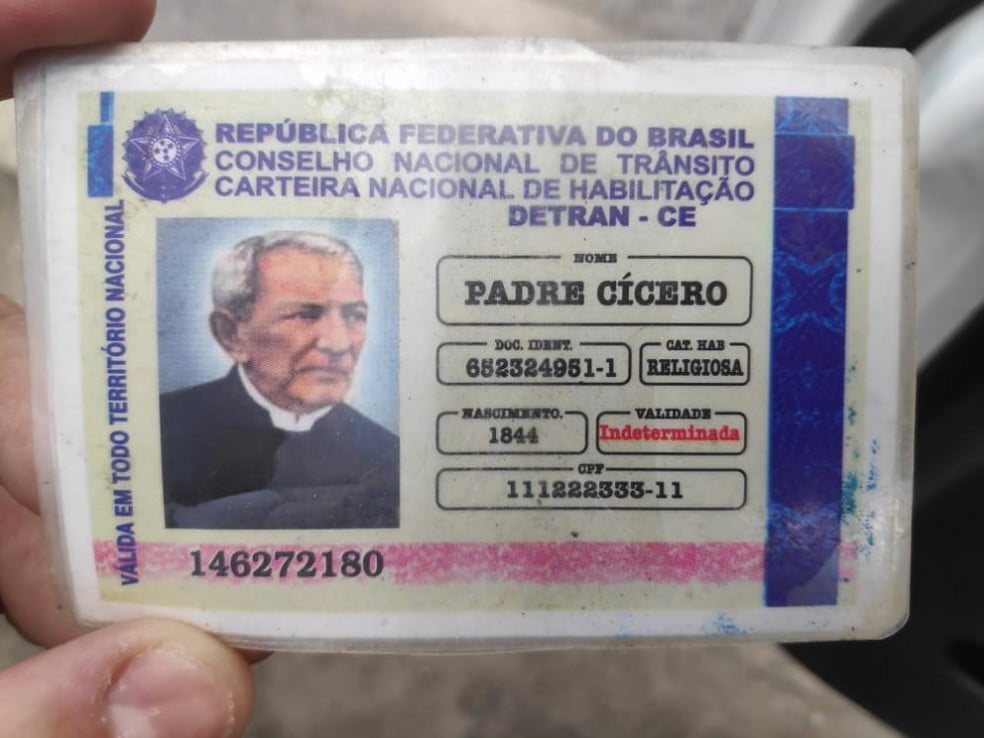 REPÚBLICA FEDERATIVA DO BRASIL
CONSELHO NACIONAL DE TRÂNSITO
CARTEIRA NACIONAL DE HABILITAÇÃO
DETRAN - CE
VÁLIDA EM TODO TERRITÓRIO NACIONAL
NOME
PADRE CÍCERO
DOC. IDENT. CAT. HAB
652324951-1 RELIGIOSA
NASCIMENTO. VALIDADE
1844 Indeterminada
CPF
111222333-11
146272180